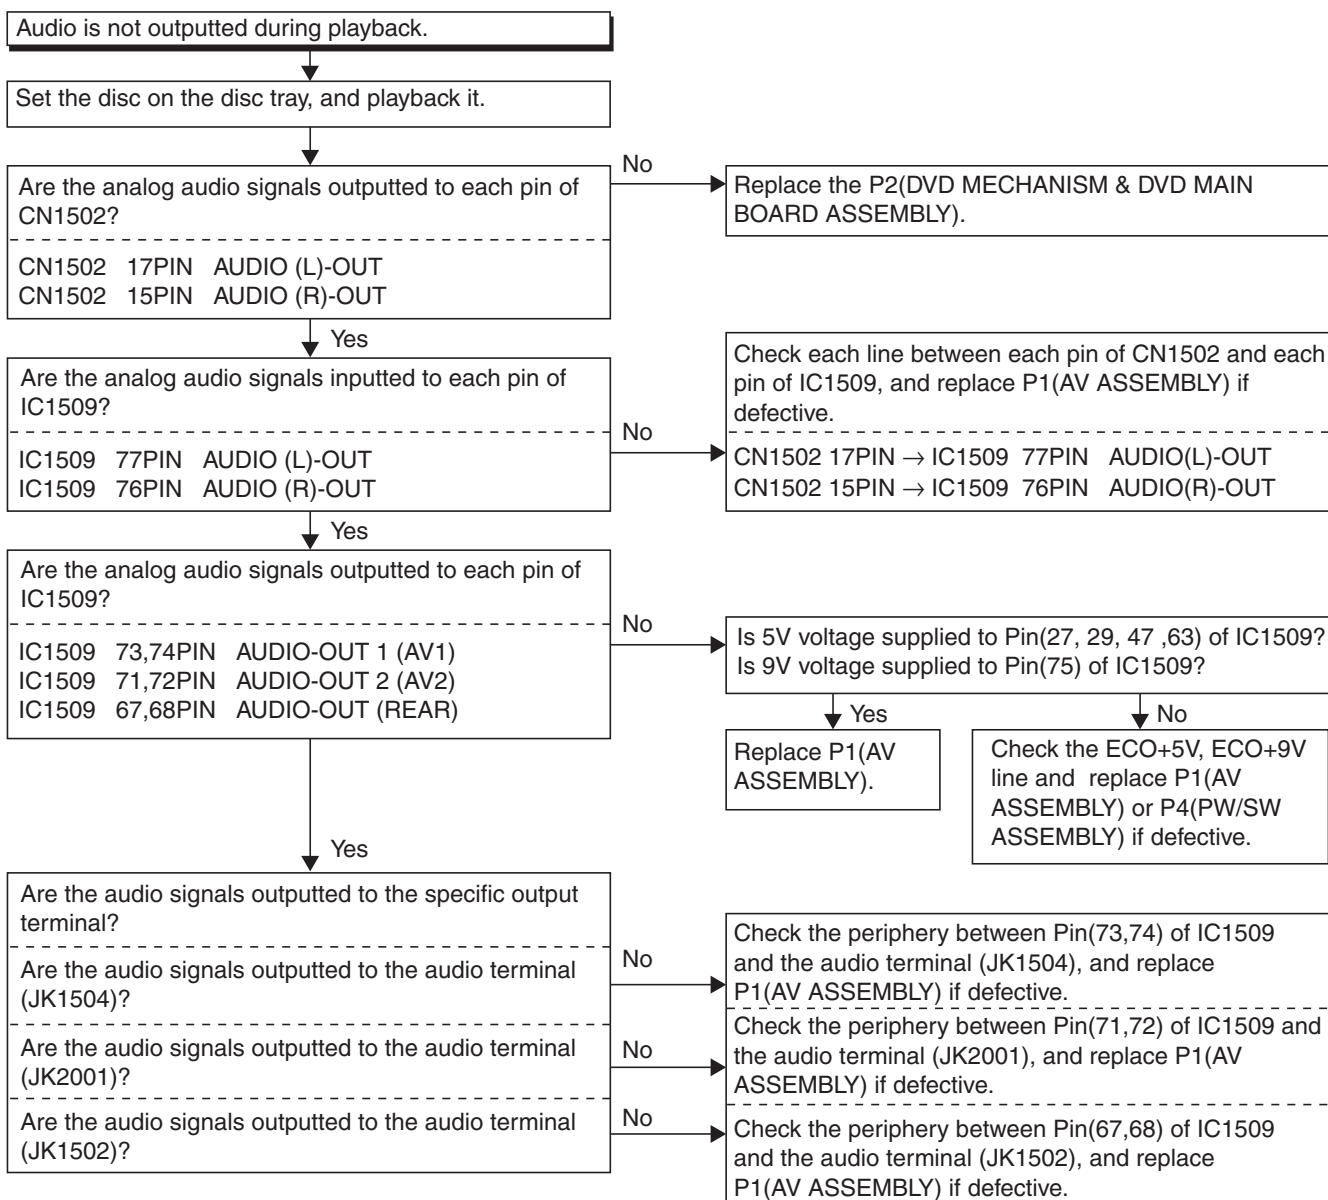 Audio is not outputted during playback.
Set the disc on the disc tray, and playback it.
Are the analog audio signals outputted to each pin of
CN1502?
CN1502 17PIN AUDIO (L)-OUT
CN1502 15PIN AUDIO (R)-OUT
No
Replace the P2(DVD MECHANISM & DVD MAIN
BOARD ASSEMBLY).
Yes
Are the analog audio signals inputted to each pin of
IC1509?
IC1509 77PIN AUDIO (L)-OUT
IC1509 76PIN AUDIO (R)-OUT
No
Check each line between each pin of CN1502 and each
pin of IC1509, and replace P1(AV ASSEMBLY) if
defective.
CN1502 17PIN → IC1509 77PIN AUDIO(L)-OUT
CN1502 15PIN → IC1509 76PIN AUDIO(R)-OUT
Yes
Are the analog audio signals outputted to each pin of
IC1509?
IC1509 73,74PIN AUDIO-OUT 1 (AV1)
IC1509 71,72PIN AUDIO-OUT 2 (AV2)
IC1509 67,68PIN AUDIO-OUT (REAR)
No
Is 5V voltage supplied to Pin(27, 29, 47 ,63) of IC1509?
Is 9V voltage supplied to Pin(75) of IC1509?
Yes
Replace P1(AV
ASSEMBLY).
No
Check the ECO+5V, ECO+9V
line and replace P1(AV
ASSEMBLY) or P4(PW/SW
ASSEMBLY) if defective.
Yes
Are the audio signals outputted to the specific output
terminal?
Are the audio signals outputted to the audio terminal
(JK1504)?
No
Check the periphery between Pin(73,74) of IC1509
and the audio terminal (JK1504), and replace
P1(AV ASSEMBLY) if defective.
Are the audio signals outputted to the audio terminal
(JK2001)?
No
Check the periphery between Pin(71,72) of IC1509 and
the audio terminal (JK2001), and replace P1(AV
ASSEMBLY) if defective.
Are the audio signals outputted to the audio terminal
(JK1502)?
No
Check the periphery between Pin(67,68) of IC1509
and the audio terminal (JK1502), and replace
P1(AV ASSEMBLY) if defective.